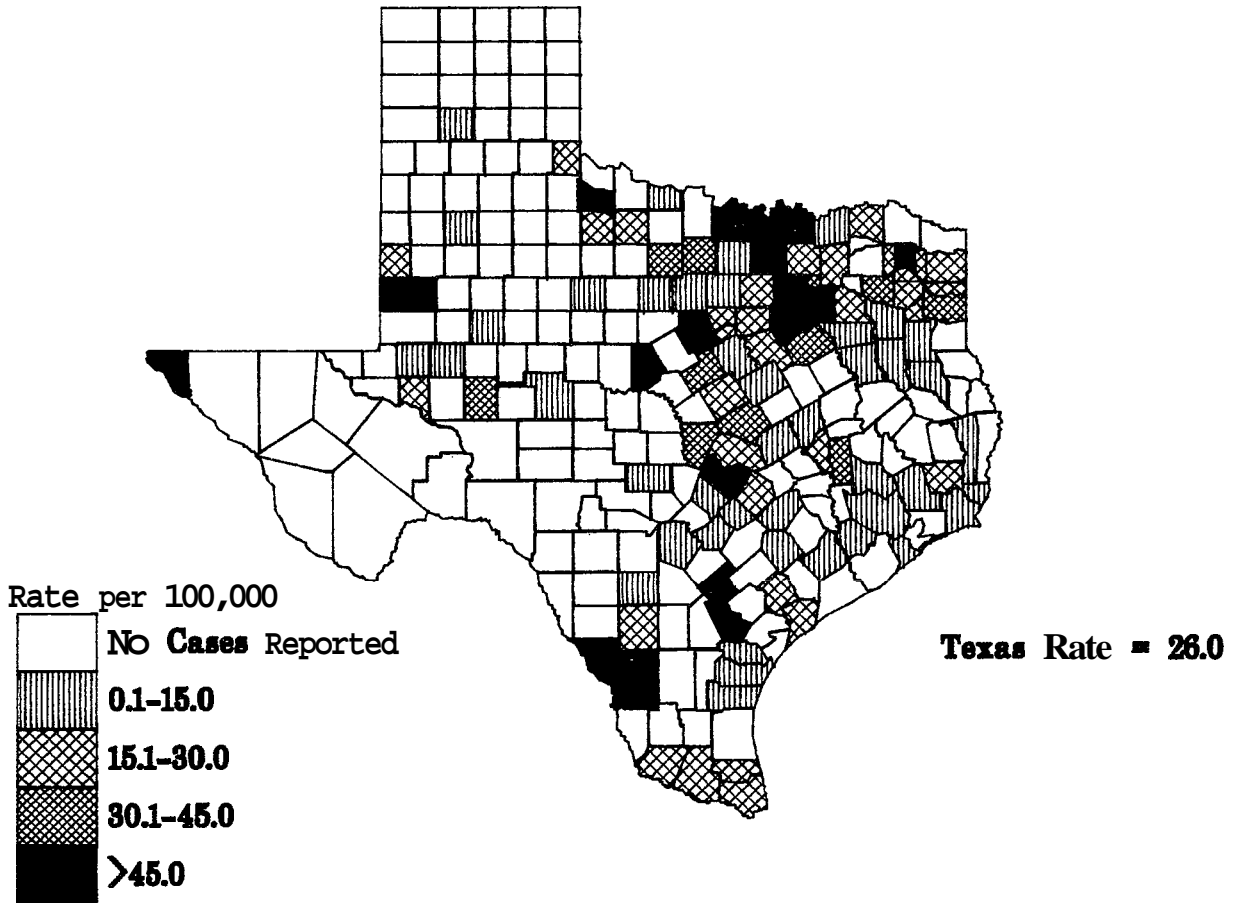 Rate per 100,000
No Cases Reported
0.1-15.0
15.1-30.0
30.1-45.0
>45.0
Texas Rate = 26.0